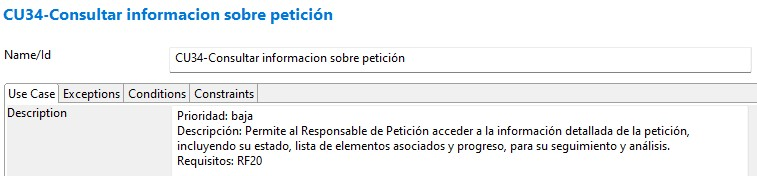 CU34-Consultar informacion sobre petición
Name/Id CU34-Consultar informacion sobre petición
Use Case Exceptions Conditions Constraints
Description Prioridad: baja
Descripción: Permite al Responsable de Petición acceder a la información detallada de la petición,
incluyendo su estado, lista de elementos asociados y progreso, para su seguimiento y análisis.
Requisitos: RF20